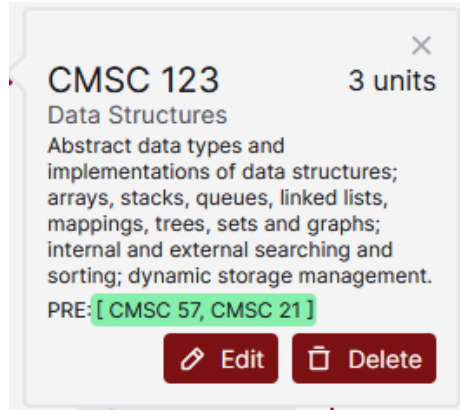 CMSC 123 3 units
Data Structures
Abstract data types and
implementations of data structures;
arrays, stacks, queues, linked lists,
mappings, trees, sets and graphs;
internal and external searching and
sorting; dynamic storage management.
PRE: [ CMSC 57, CMSC 21 ]
Edit Delete